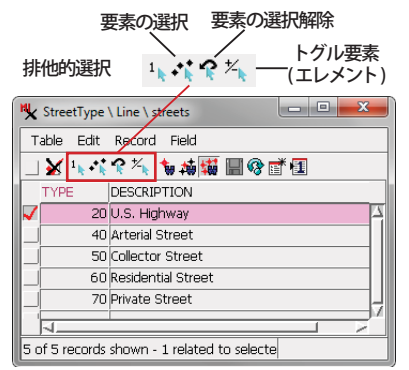 要素の選択 要素の選択解除
排他的選択
トグル要素
(エレメント)
StreetType \ Line \ streets
Table Edit Record Field
TYPE DESCRIPTION
20 U.S. Highway
40 Arterial Street
50 Collector Street
60 Residential Street
70 Private Street
5 of 5 records shown - 1 related to selecte